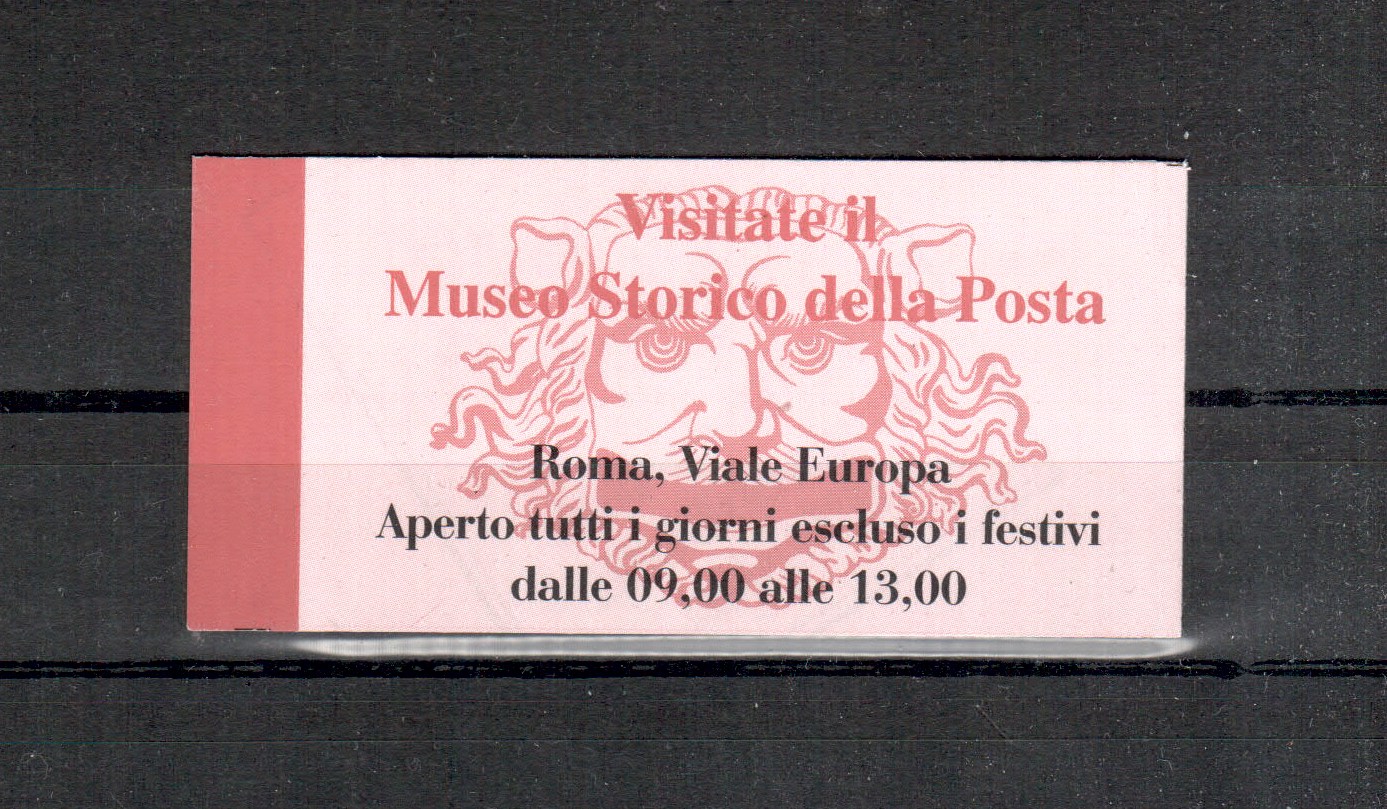 Visitate il
Museo Storico della Posta
Roma, Viale Europa
Aperto tutti i giorni escluso i festivi
dalle 09,00 alle 13,00